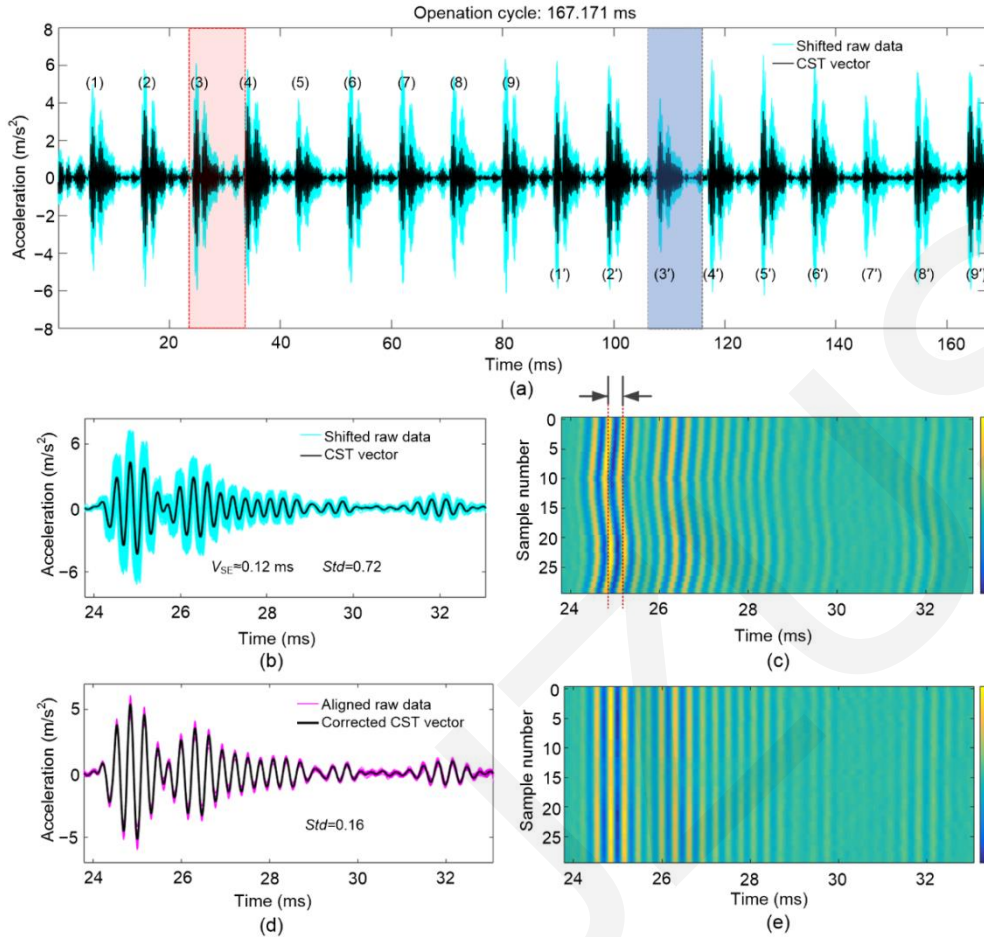 Openation cycle: 167.171 ms
Acceleration (m/s²)
8
6
4
2
0
−2
−4
−6
−8
Shifted raw data
CST vector
(1) (2) (3) (4) (5) (6) (7) (8) (9)
(1′) (2′) (3′) (4′) (5′) (6′) (7′) (8′) (9′)
20 40 60 80 100 120 140 160
Time (ms)
(a)
Acceleration (m/s²)
6
0
−6
Shifted raw data
CST vector
V_SE≈0.12 ms Std=0.72
24 26 28 30 32
Time (ms)
(b)
Sample number
0
5
10
15
20
25
24 26 28 30 32
Time (ms)
(c)
Acceleration (m/s²)
5
0
−5
Aligned raw data
Corrected CST vector
Std=0.16
24 26 28 30 32
Time (ms)
(d)
Sample number
0
5
10
15
20
25
24 26 28 30 32
Time (ms)
(e)